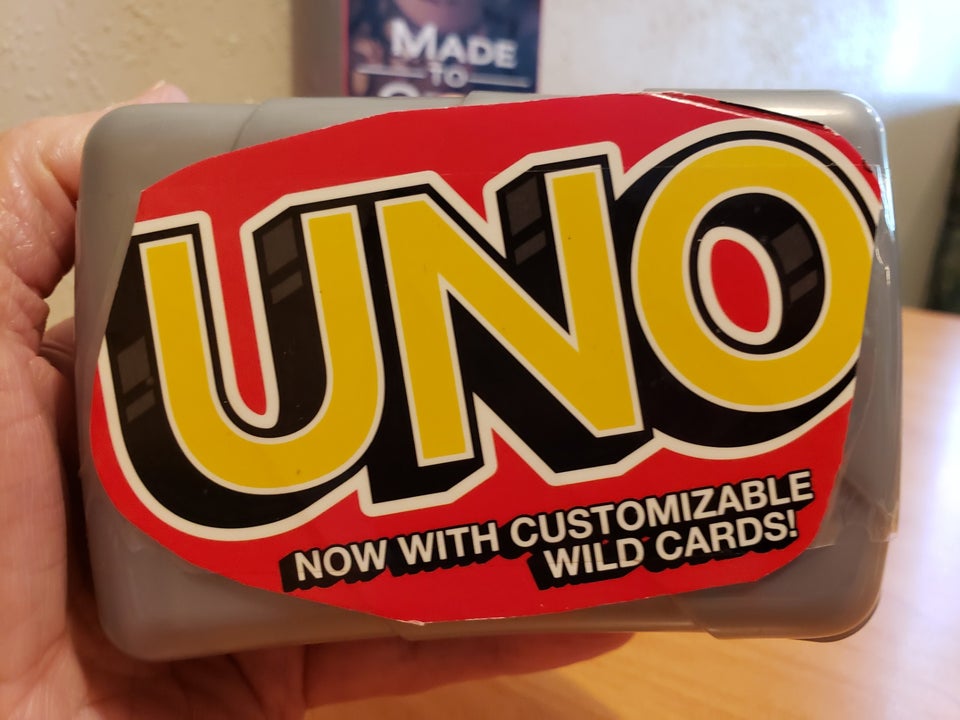 MADE
TO
UNO
NOW WITH CUSTOMIZABLE
WILD CARDS!